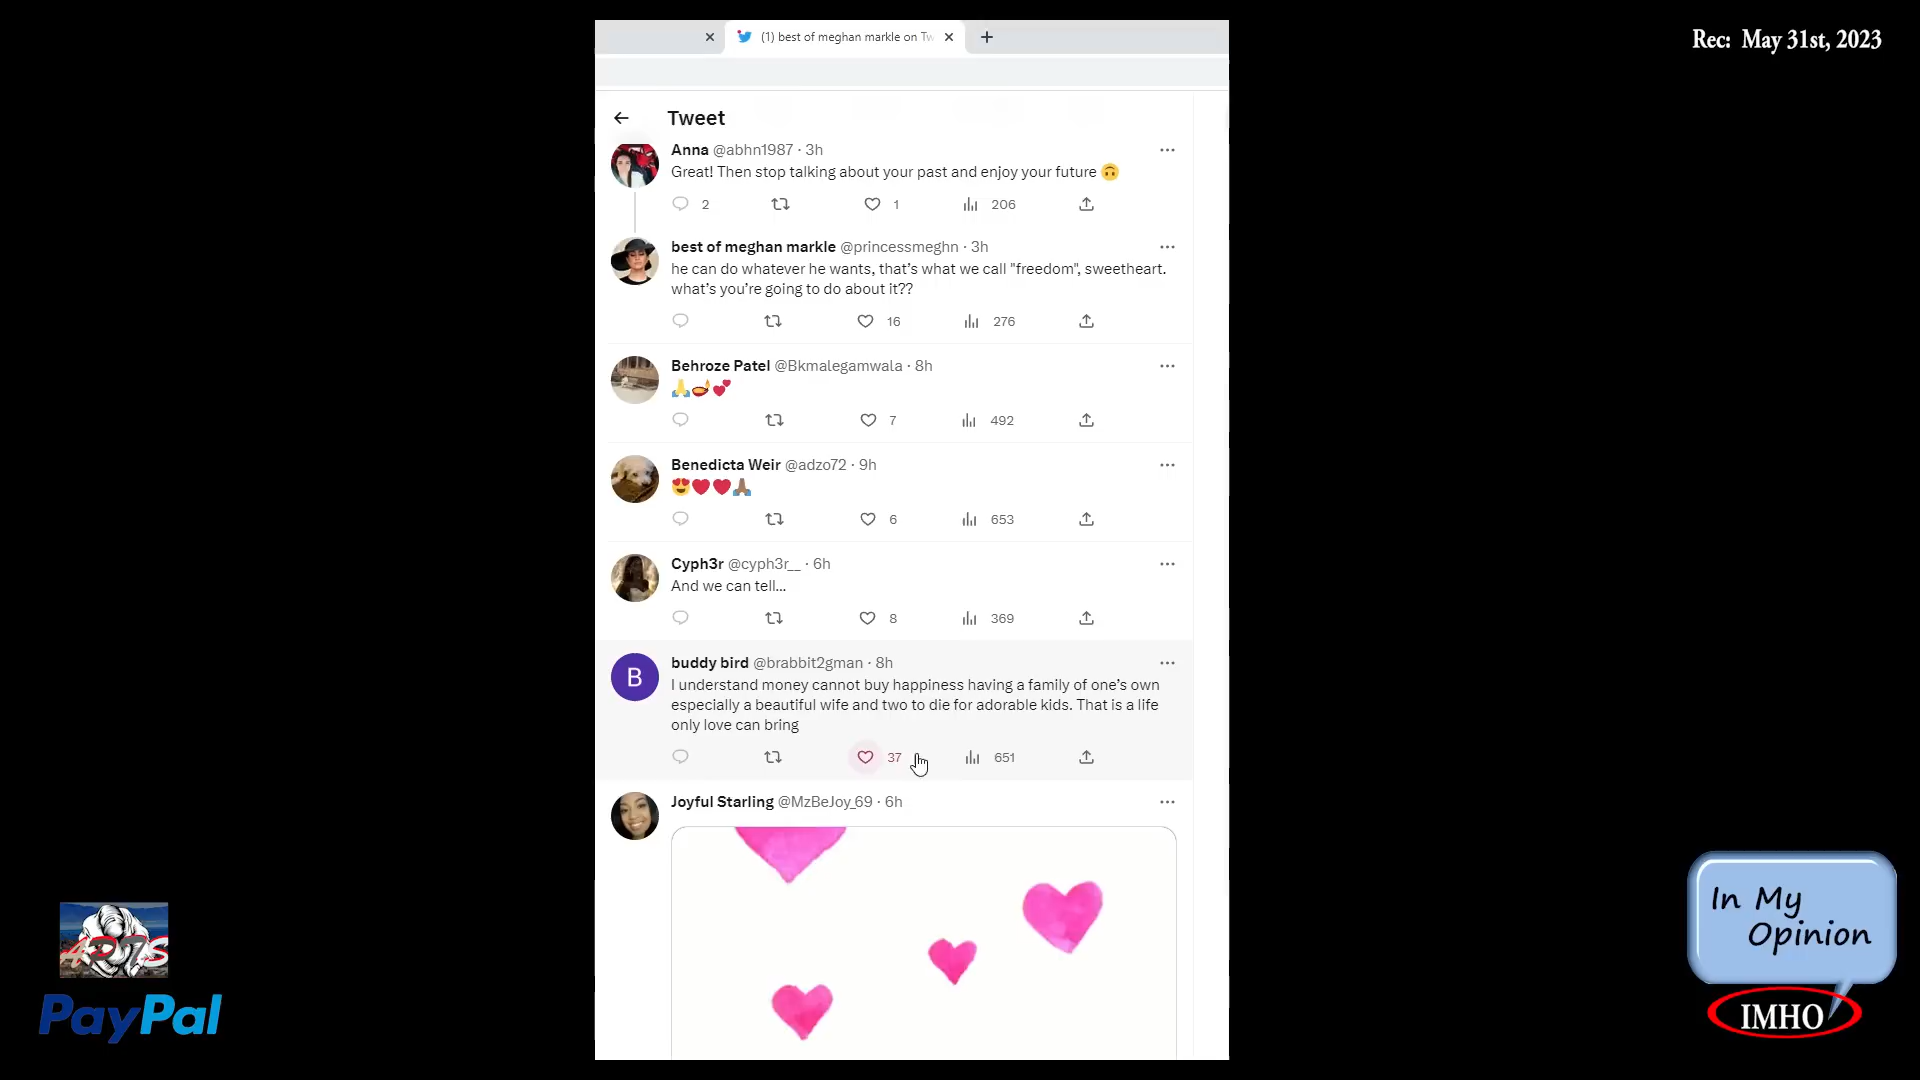 (1) best of meghan markle on Tw
Rec: May 31st, 2023
Tweet
Anna @abhn1987 · 3h
Great! Then stop talking about your past and enjoy your future 🙃
2 1 206
best of meghan markle @princessmeghn · 3h
he can do whatever he wants, that’s what we call "freedom", sweetheart.
what’s you’re going to do about it??
16 276
Behroze Patel @Bkmalegamwala · 8h
🙏🪔💕
7 492
Benedicta Weir @adzo72 · 9h
😍❤️❤️🙏🏾
6 653
Cyph3r @cyph3r__ · 6h
And we can tell...
8 369
B
buddy bird @brabbit2gman · 8h
I understand money cannot buy happiness having a family of one’s own
especially a beautiful wife and two to die for adorable kids. That is a life
only love can bring
37 651
Joyful Starling @MzBeJoy_69 · 6h
PayPal
In My
Opinion
IMHO